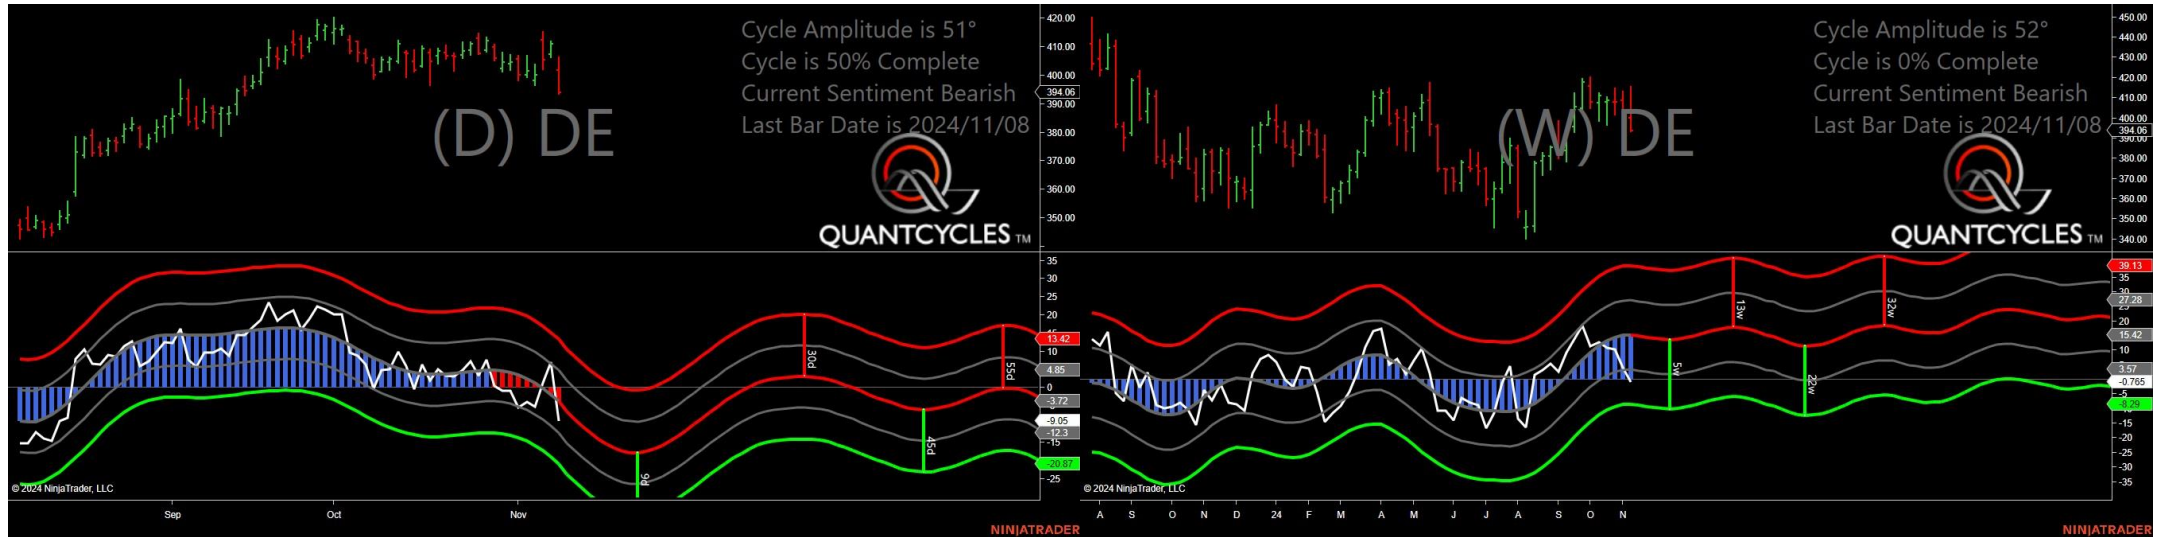 Cycle Amplitude is 51°
Cycle is 50% Complete
Current Sentiment Bearish
Last Bar Date is 2024/11/08
(D) DE
QUANTCYCLES TM
420.00
410.00
400.00
394.06
390.00
380.00
370.00
360.00
350.00
35
30
25
20
13.42
10
4.85
0
-3.72
-9.05
-12.3
-15
-20.87
-25
9d
30d
45d
55d
© 2024 NinjaTrader, LLC
Sep
Oct
Nov
NINJATRADER
Cycle Amplitude is 52°
Cycle is 0% Complete
Current Sentiment Bearish
Last Bar Date is 2024/11/08
(W) DE
QUANTCYCLES TM
450.00
440.00
430.00
420.00
410.00
400.00
394.06
390.00
380.00
370.00
360.00
350.00
340.00
39.13
35
27.28
20
15.42
10
3.57
-0.765
-5
-8.29
-15
-20
-25
-30
-35
5w
13w
22w
32w
© 2024 NinjaTrader, LLC
A S O N D 24 F M A M J J A S O N
NINJATRADER